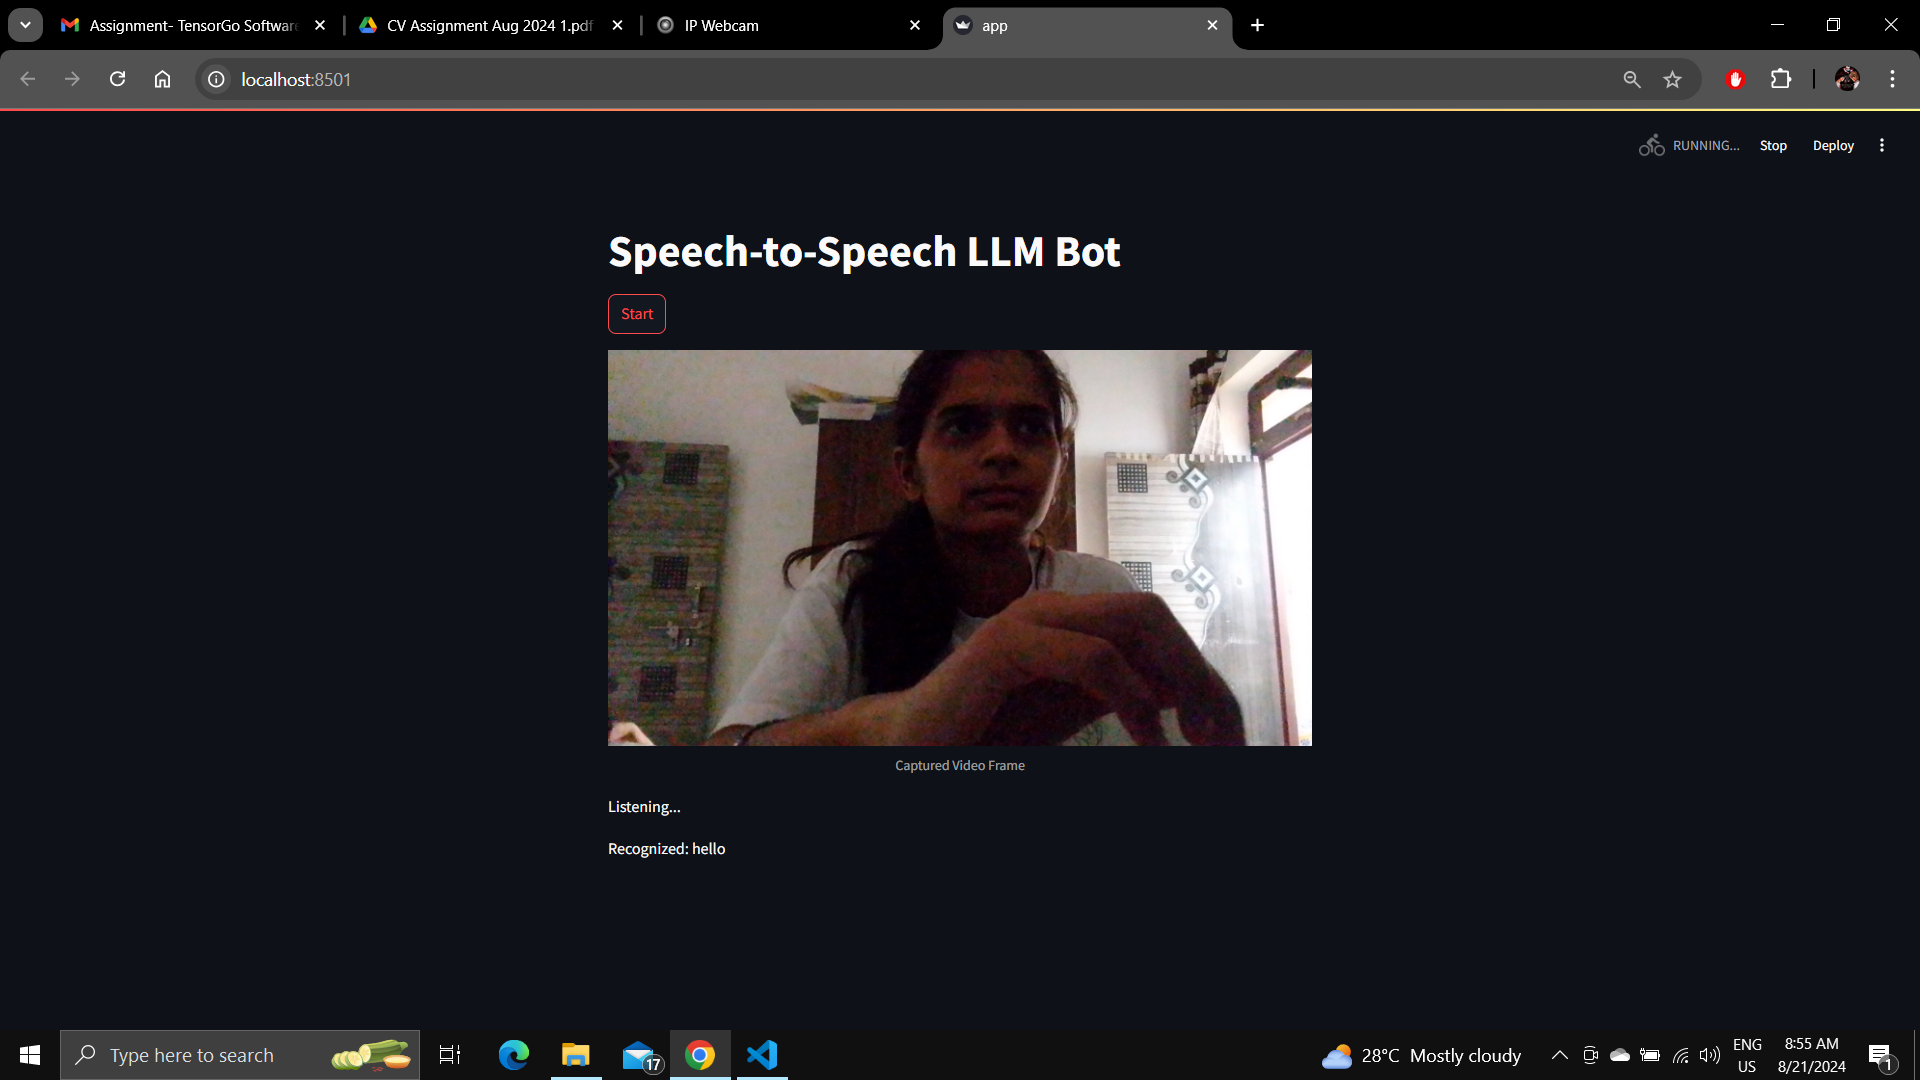 Assignment- TensorGo Software
CV Assignment Aug 2024 1.pdf
IP Webcam
app
localhost:8501
RUNNING...
Stop
Deploy
Speech-to-Speech LLM Bot
Start
Captured Video Frame
Listening...
Recognized: hello
Type here to search
17
28°C Mostly cloudy
ENG
US
8:55 AM
8/21/2024
1